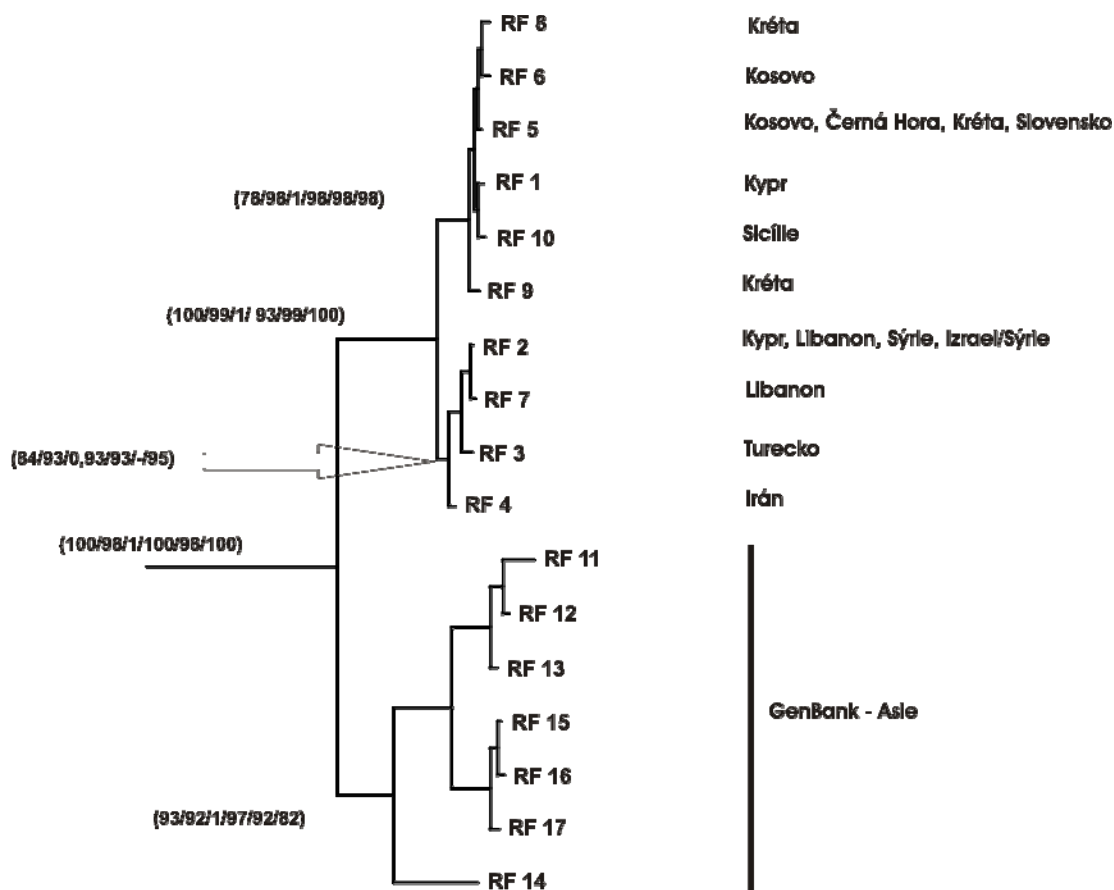 RF 8 Kréta
RF 6 Kosovo
RF 5 Kosovo, Černá Hora, Kréta, Slovensko
RF 1 Kypr
(78/98/1/98/98/98)
RF 10 Sicílie
RF 9 Kréta
(100/99/1/ 93/99/100)
RF 2 Kypr, Libanon, Sýrie, Izrael/Sýrie
RF 7 Libanon
RF 3 Turecko
(84/93/0,93/93/-/95)
RF 4 Irán
(100/98/1/100/98/100)
RF 11
RF 12
RF 13
GenBank - Asie
RF 15
RF 16
(93/92/1/97/92/82)
RF 17
RF 14